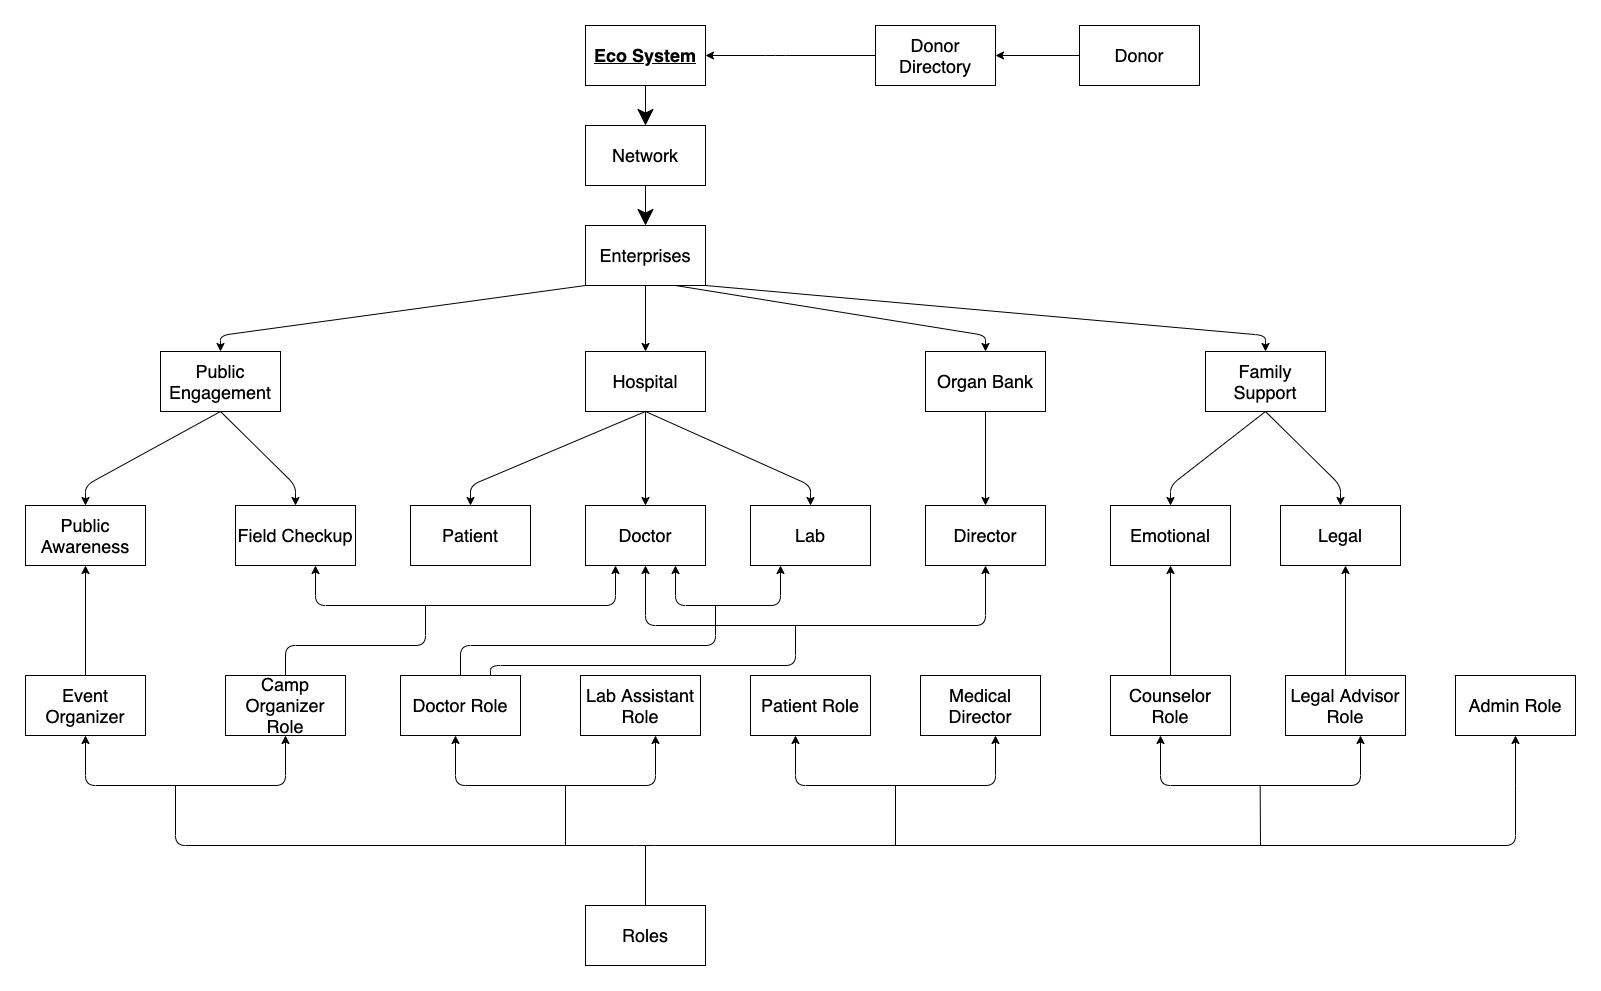 Eco System
Donor
Directory
Donor
Network
Enterprises
Public
Engagement
Hospital
Organ Bank
Family
Support
Public
Awareness
Field Checkup
Patient
Doctor
Lab
Director
Emotional
Legal
Event
Organizer
Camp
Organizer
Role
Doctor Role
Lab Assistant
Role
Patient Role
Medical
Director
Counselor
Role
Legal Advisor
Role
Admin Role
Roles